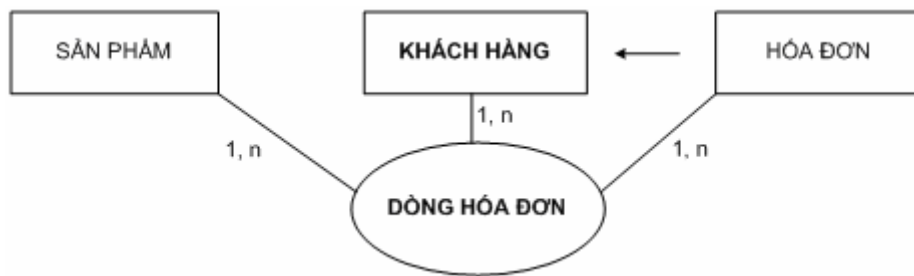 SẢN PHẨM
KHÁCH HÀNG
HÓA ĐƠN
1, n
1, n
1, n
DÒNG HÓA ĐƠN